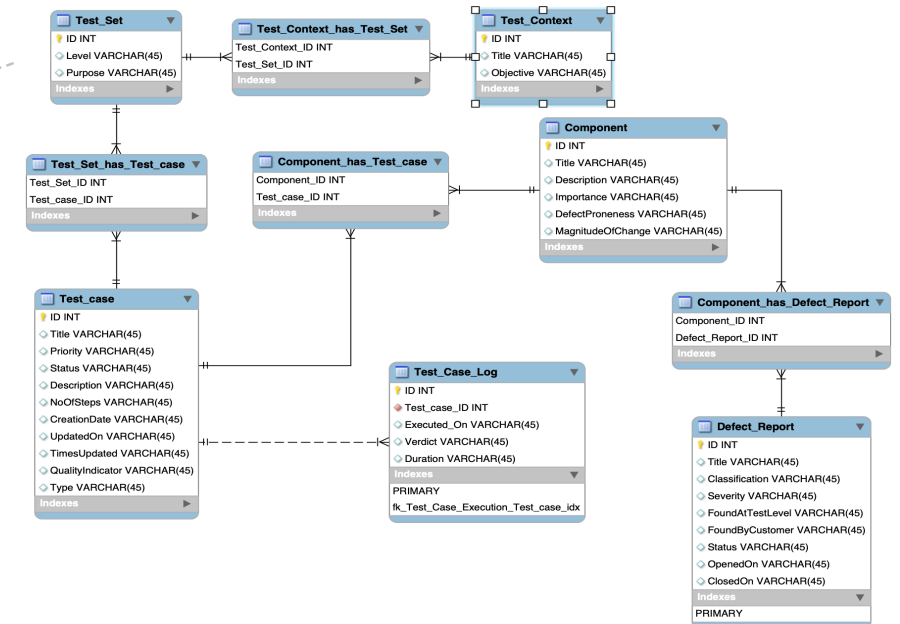 Test_Set
ID INT
Level VARCHAR(45)
Purpose VARCHAR(45)
Indexes
Test_Context_has_Test_Set
Test_Context_ID INT
Test_Set_ID INT
Indexes
Test_Context
ID INT
Title VARCHAR(45)
Objective VARCHAR(45)
Indexes
Component
ID INT
Title VARCHAR(45)
Description VARCHAR(45)
Importance VARCHAR(45)
DefectProneness VARCHAR(45)
MagnitudeOfChange VARCHAR(45)
Indexes
Test_Set_has_Test_case
Test_Set_ID INT
Test_case_ID INT
Indexes
Component_has_Test_case
Component_ID INT
Test_case_ID INT
Indexes
Test_case
ID INT
Title VARCHAR(45)
Priority VARCHAR(45)
Status VARCHAR(45)
Description VARCHAR(45)
NoOfSteps VARCHAR(45)
CreationDate VARCHAR(45)
UpdatedOn VARCHAR(45)
TimesUpdated VARCHAR(45)
QualityIndicator VARCHAR(45)
Type VARCHAR(45)
Indexes
Component_has_Defect_Report
Component_ID INT
Defect_Report_ID INT
Indexes
Test_Case_Log
ID INT
Test_case_ID INT
Executed_On VARCHAR(45)
Verdict VARCHAR(45)
Duration VARCHAR(45)
Indexes
PRIMARY
fk_Test_Case_Execution_Test_case_idx
Defect_Report
ID INT
Title VARCHAR(45)
Classification VARCHAR(45)
Severity VARCHAR(45)
FoundAtTestLevel VARCHAR(45)
FoundByCustomer VARCHAR(45)
Status VARCHAR(45)
OpenedOn VARCHAR(45)
ClosedOn VARCHAR(45)
Indexes
PRIMARY